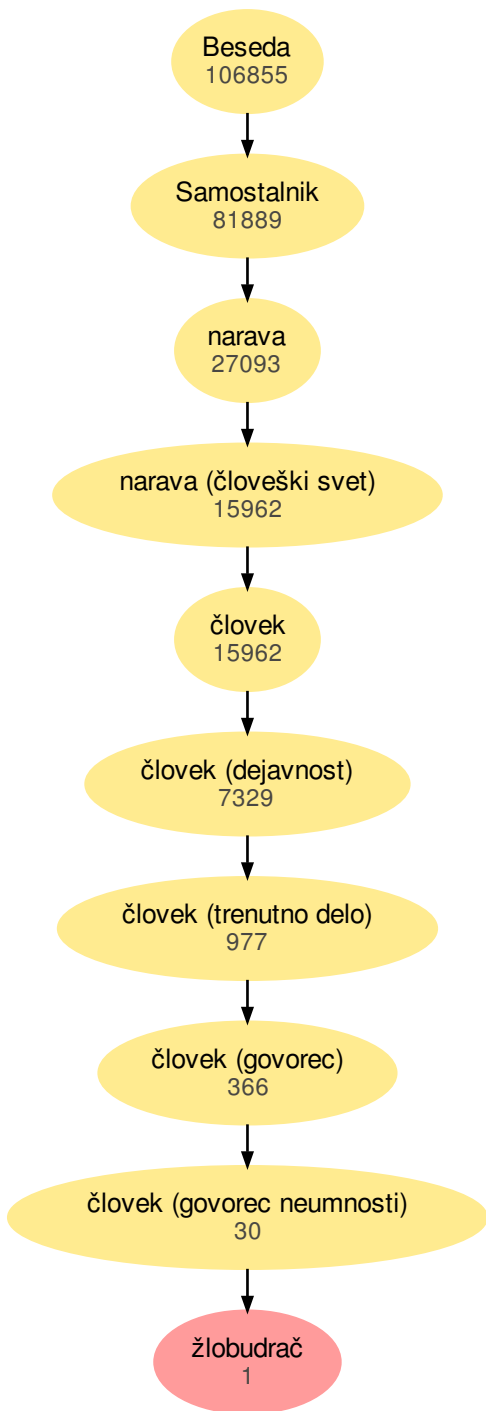 Beseda
106855
Samostalnik
81889
narava
27093
narava (človeški svet)
15962
človek
15962
človek (dejavnost)
7329
človek (trenutno delo)
977
človek (govorec)
366
človek (govorec neumnosti)
30
žlobudrač
1